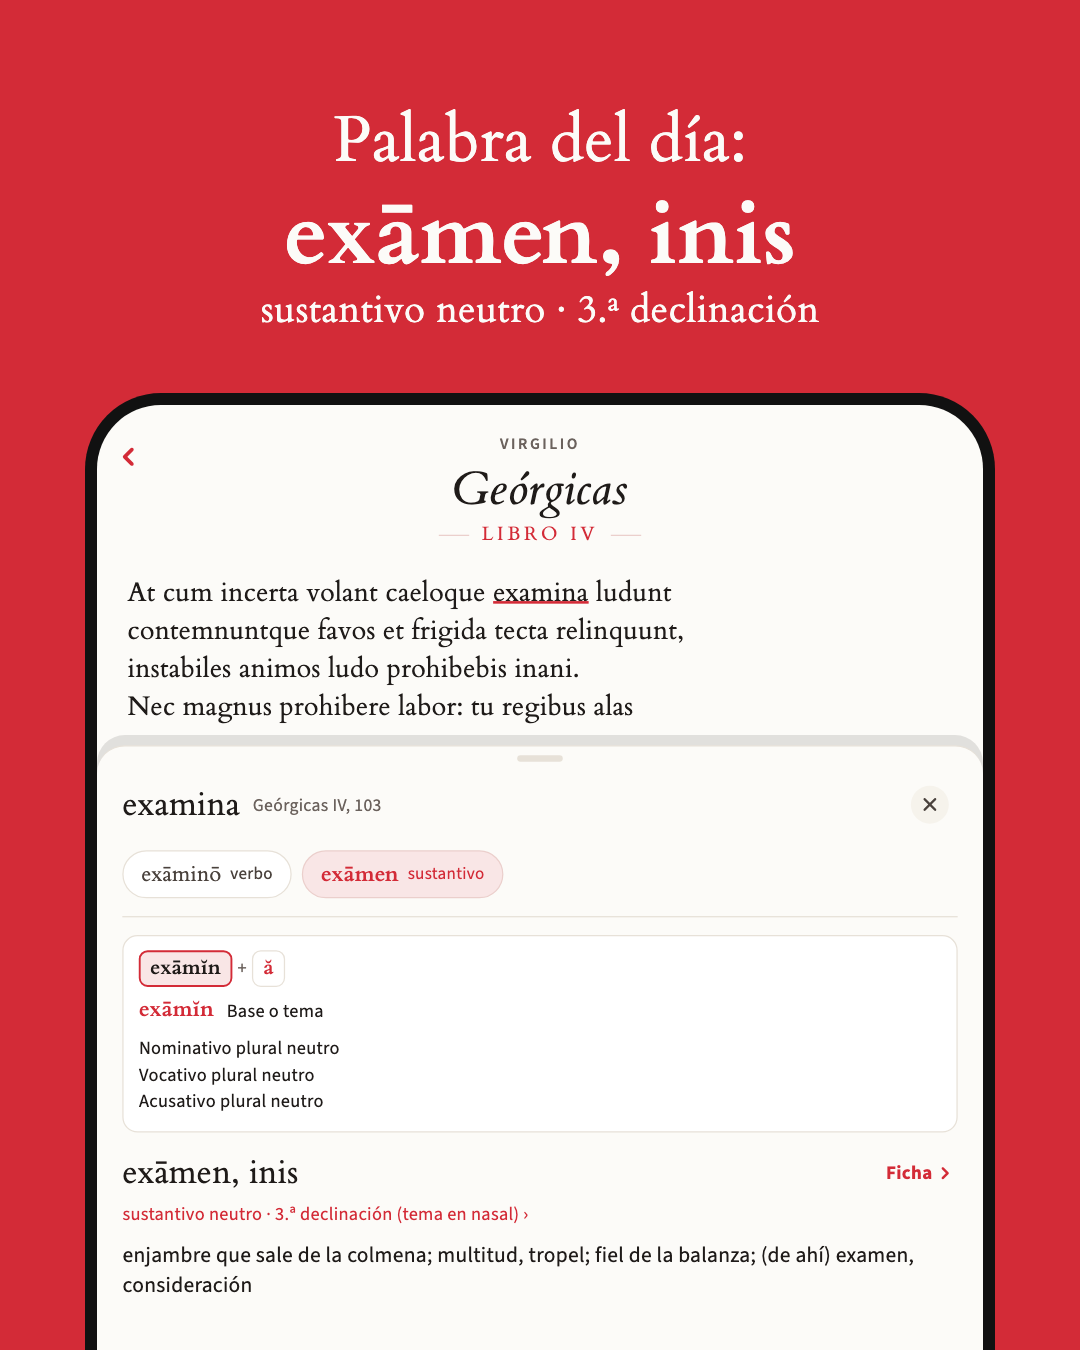 Palabra del día:
exāmen, inis
sustantivo neutro · 3.ª declinación
VIRGILIO
Geórgicas
LIBRO IV
At cum incerta volant caeloque examina ludunt
contemnuntque favos et frigida tecta relinquunt,
instabiles animos ludo prohibebis inani.
Nec magnus prohibere labor: tu regibus alas
examina Geórgicas IV, 103
exāminō verbo exāmen sustantivo
exāmĭn + ă
exāmĭn Base o tema
Nominativo plural neutro
Vocativo plural neutro
Acusativo plural neutro
exāmen, inis Ficha
sustantivo neutro · 3.ª declinación (tema en nasal) ›
enjambre que sale de la colmena; multitud, tropel; fiel de la balanza; (de ahí) examen,
consideración